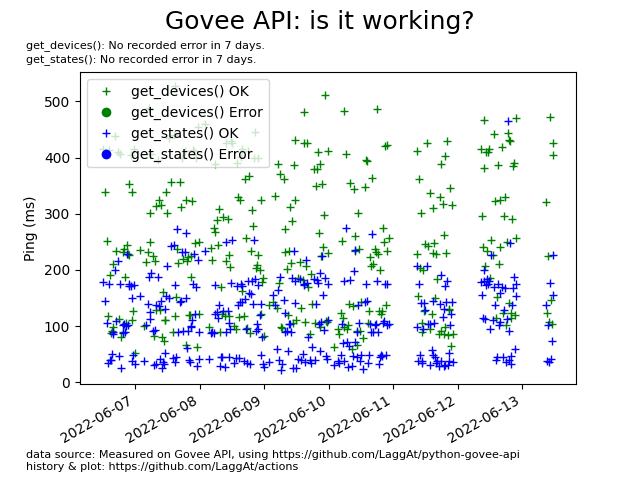 Govee API: is it working?
get_devices(): No recorded error in 7 days.
get_states(): No recorded error in 7 days.
get_devices() OK
get_devices() Error
get_states() OK
get_states() Error
Ping (ms)
500
400
300
200
100
0
2022-06-07
2022-06-08
2022-06-09
2022-06-10
2022-06-11
2022-06-12
2022-06-13
data source: Measured on Govee API, using https://github.com/LaggAt/python-govee-api
history & plot: https://github.com/LaggAt/actions